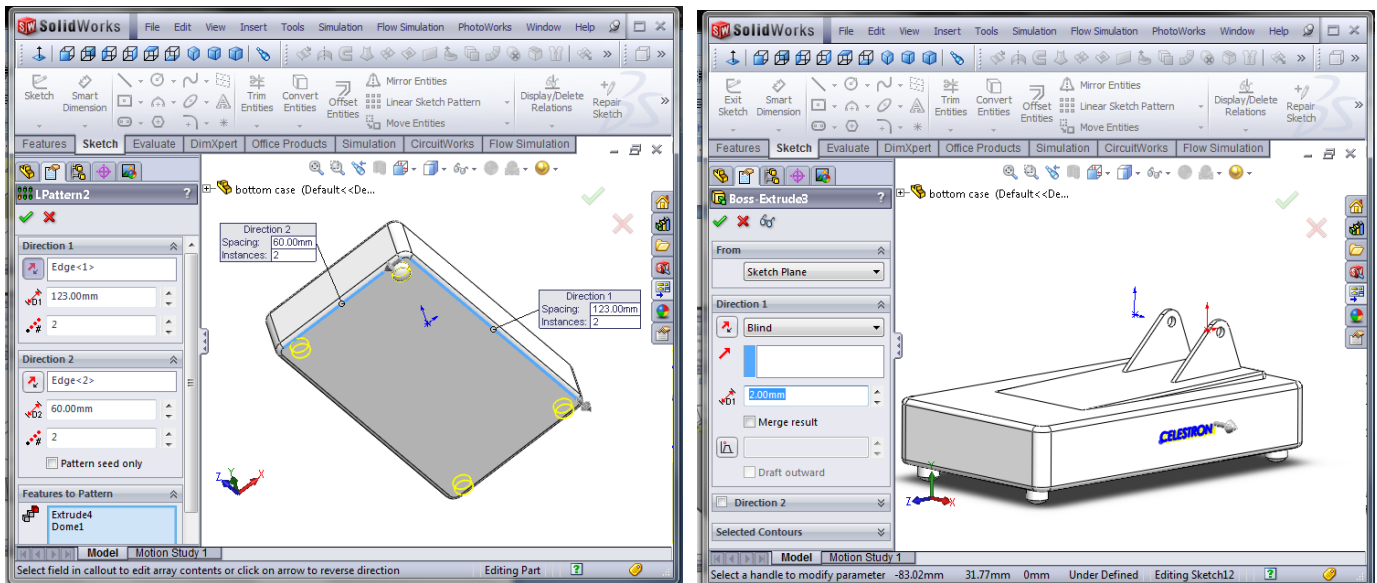 SolidWorks File Edit View Insert Tools Simulation Flow Simulation PhotoWorks Window Help
Sketch Smart Dimension Trim Entities Convert Entities Offset Entities Mirror Entities Linear Sketch Pattern Move Entities Display/Delete Relations Repair Sketch
Features Sketch Evaluate DimXpert Office Products Simulation CircuitWorks Flow Simulation
bottom case (Default<<De...
LPattern2 ?
Direction 1
Edge<1>
D1 123.00mm
# 2
Direction 2
Edge<2>
D2 60.00mm
# 2
Pattern seed only
Features to Pattern
Extrude4
Dome1
Direction 2
Spacing: 60.00mm
Instances: 2
Direction 1
Spacing: 123.00mm
Instances: 2
Z Y X
Model Motion Study 1
Select field in callout to edit array contents or click on arrow to reverse direction Editing Part ?
SolidWorks File Edit View Insert Tools Simulation Flow Simulation PhotoWorks Window Help
Exit Sketch Smart Dimension Trim Entities Convert Entities Offset Entities Mirror Entities Linear Sketch Pattern Move Entities Display/Delete Relations Repair Sketch
Features Sketch Evaluate DimXpert Office Products Simulation CircuitWorks Flow Simulation
bottom case (Default<<De...
Boss-Extrude3 ?
From
Sketch Plane
Direction 1
Blind
D1 2.00mm
Merge result
Draft outward
Direction 2
Selected Contours
CELESTRON
Z Y X
Model Motion Study 1
Select a handle to modify parameter -83.02mm 31.77mm 0mm Under Defined Editing Sketch12 ?